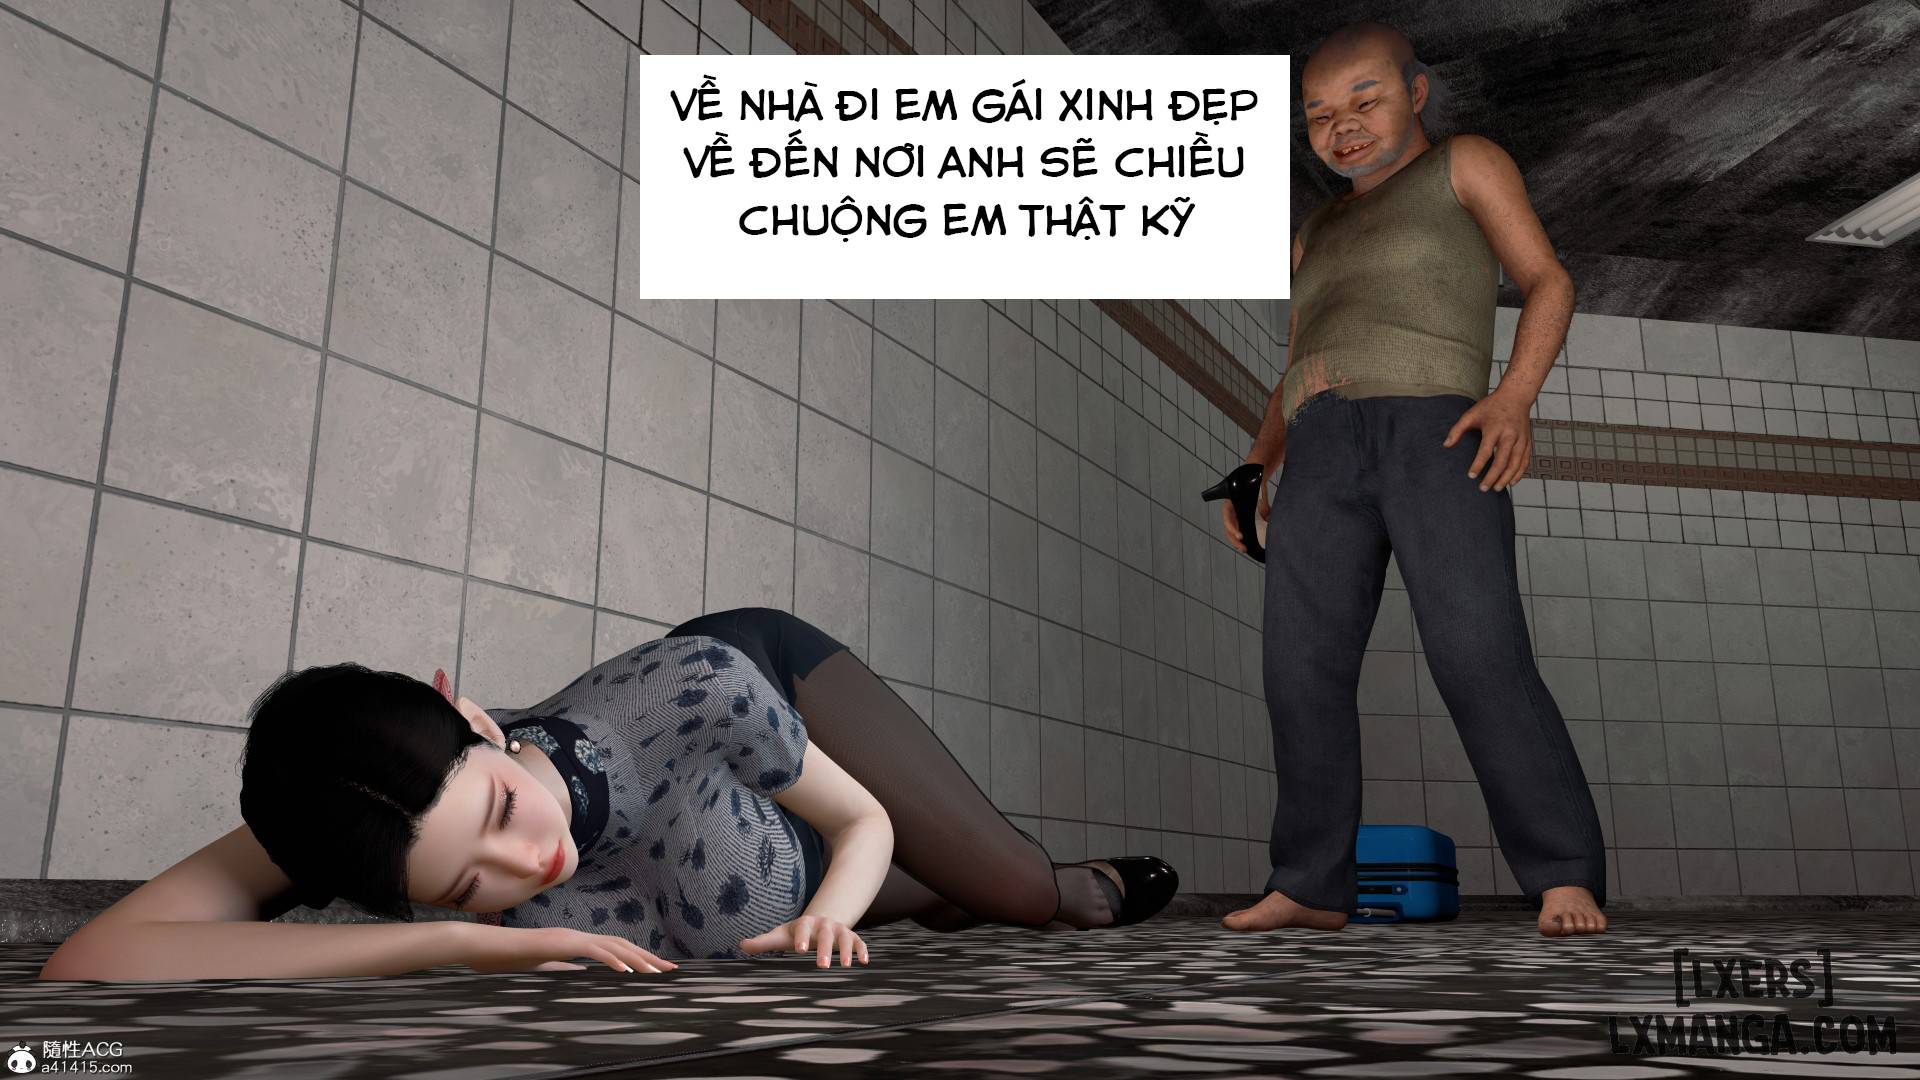 VỀ NHÀ ĐI EM GÁI XINH ĐẸP
VỀ ĐẾN NƠI ANH SẼ CHIỀU
CHUỘNG EM THẬT KỸ
[LXERS]
LXMANGA.COM
隨性ACG
a41415.com